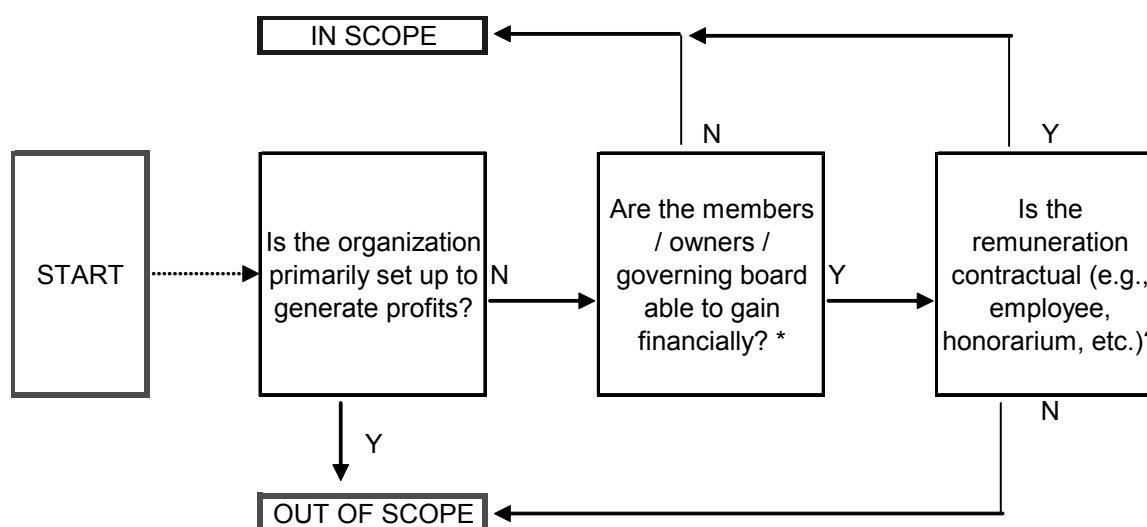 IN SCOPE
N
Y
START
Is the organization
primarily set up to
generate profits?
N
Are the members
/ owners /
governing board
able to gain
financially? *
Y
Is the
remuneration
contractual (e.g.,
employee,
honorarium, etc.)?
Y
N
OUT OF SCOPE